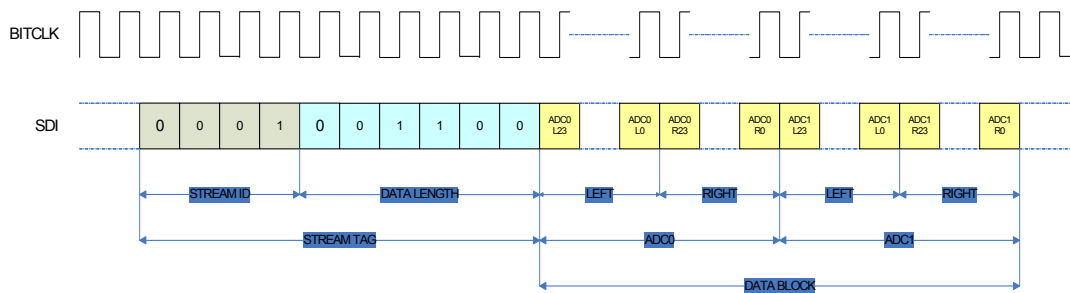 BITCLK
SDI
0 0 0 1 0 0 1 1 0 0
ADC0 ADC0 ADC0 ADC0 ADC1 ADC1 ADC1 ADC1
L23 L0 R23 R0 L23 L0 R23 R0
STREAM ID DATA LENGTH LEFT RIGHT LEFT RIGHT
STREAM TAG ADC0 ADC1
DATA BLOCK